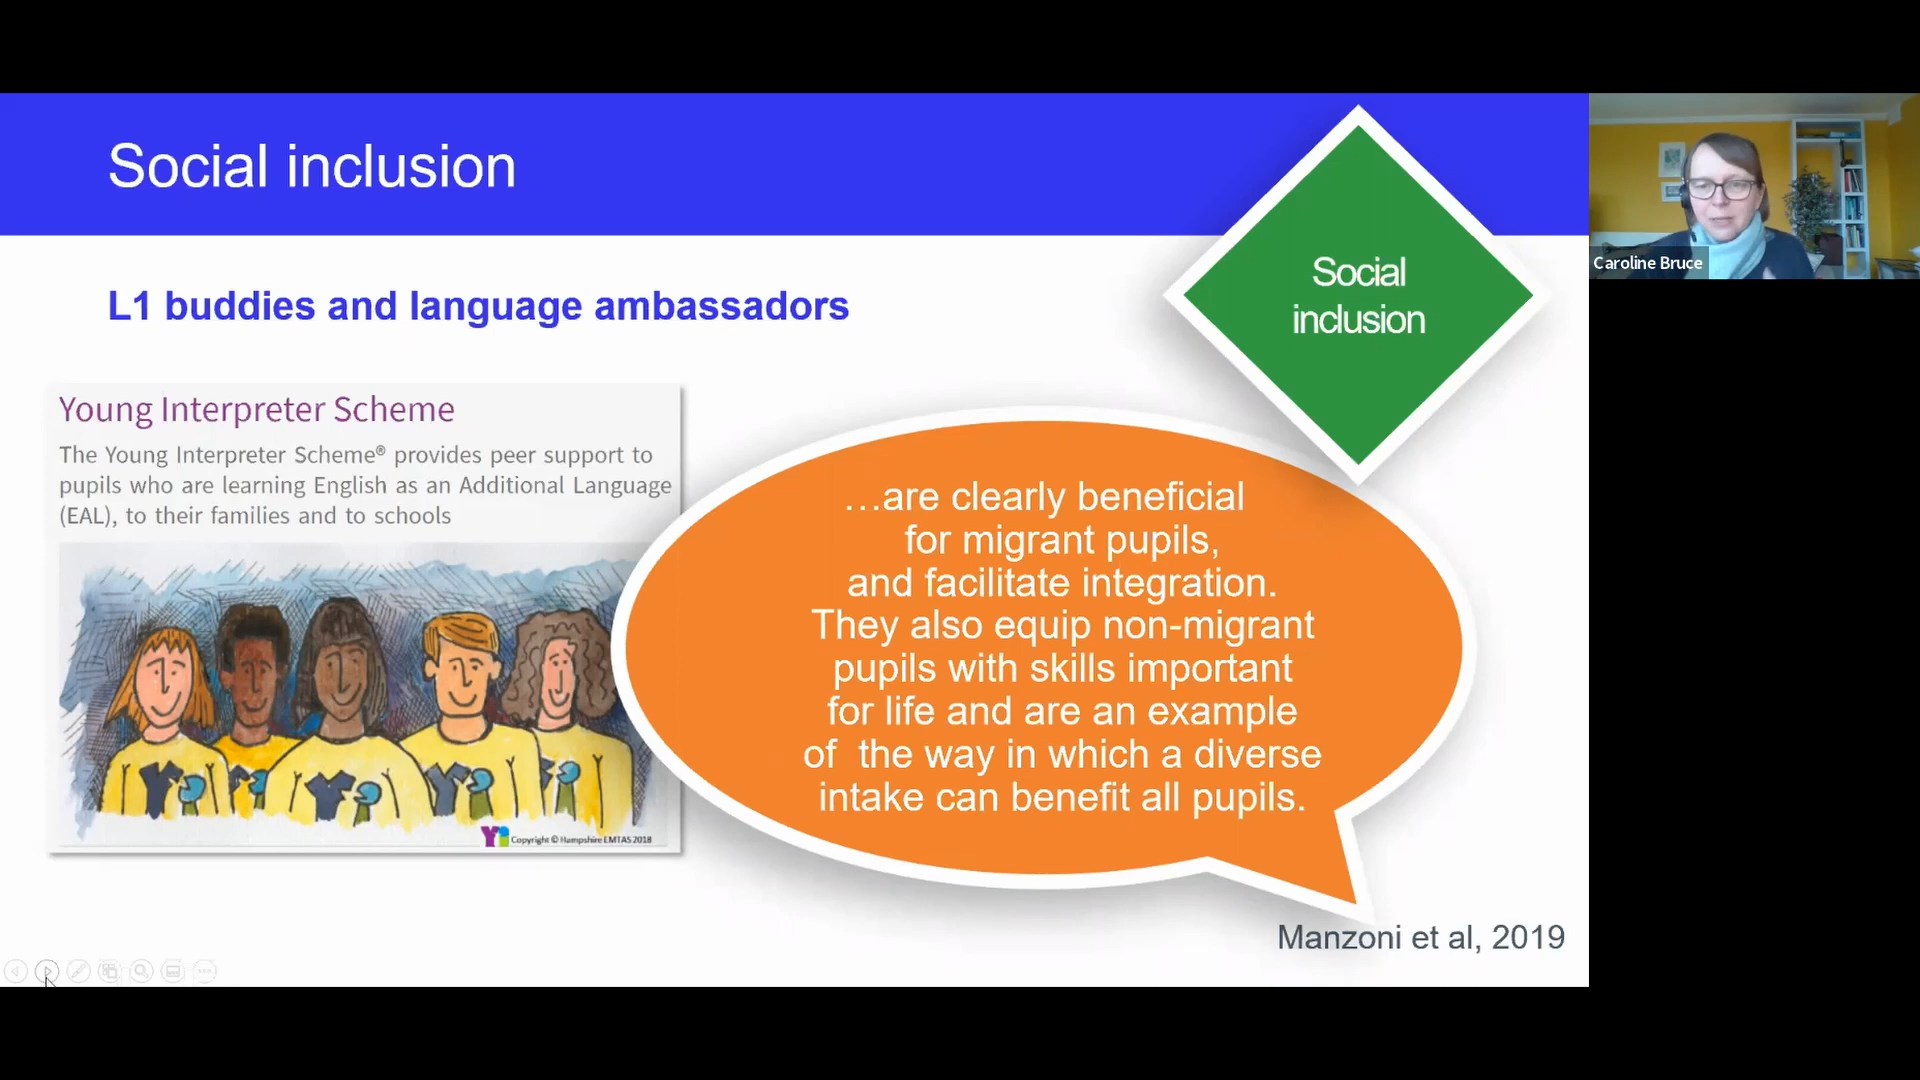 Social inclusion
Social
inclusion
Caroline Bruce
L1 buddies and language ambassadors
Young Interpreter Scheme
The Young Interpreter Scheme® provides peer support to
pupils who are learning English as an Additional Language
(EAL), to their families and to schools
Copyright © Hampshire EMTAS 2018
…are clearly beneficial
for migrant pupils,
and facilitate integration.
They also equip non-migrant
pupils with skills important
for life and are an example
of the way in which a diverse
intake can benefit all pupils.
Manzoni et al, 2019